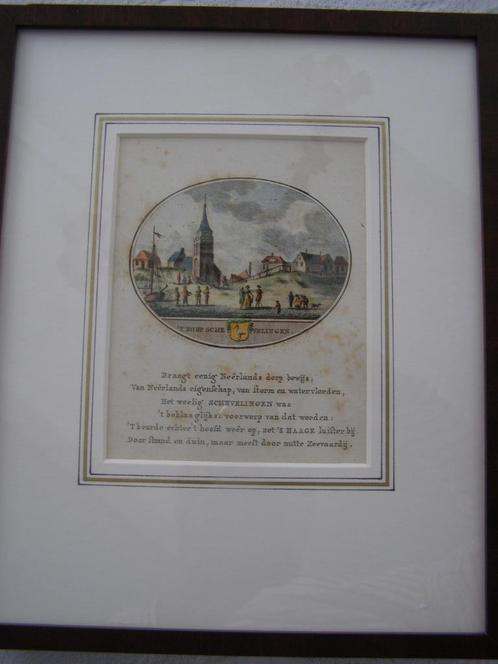 'T DORP SCHEVELINGEN.
Draagt eenig Neêrlands dorp bewijs,
Van Neêrlands eigenschap, van storm en watervloeden,
Het weelig SCHEVELINGEN was
't beklaaglijkst voorwerp van dat woeden:
'T beurde echter 't hoofd weêr op, zet 'S HAAGE luister bij,
Door strand en duin, maar meest door nutte Zeevaardij.